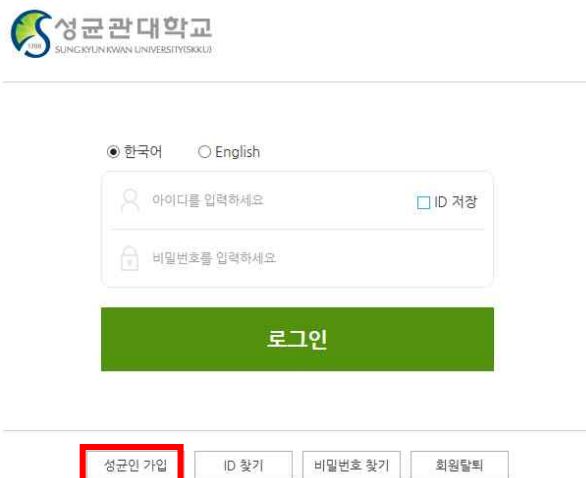 성균관대학교
SUNGKYUNKWAN UNIVERSITY(SKKU)
1398
한국어 English
아이디를 입력하세요 ID 저장
비밀번호를 입력하세요
로그인
성균인 가입 ID 찾기 비밀번호 찾기 회원탈퇴